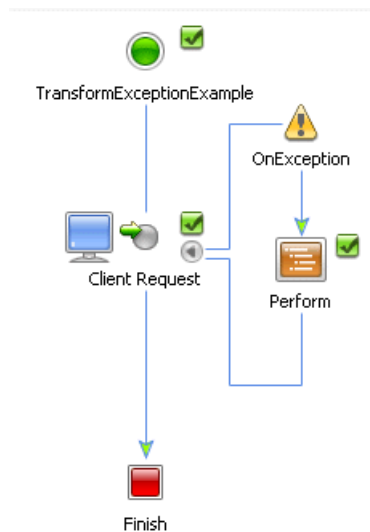 TransformExceptionExample
OnException
Client Request
Perform
Finish